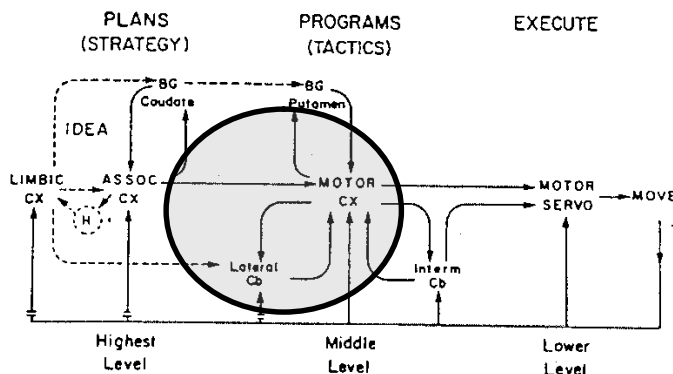 PLANS
(STRATEGY)
PROGRAMS
(TACTICS)
EXECUTE
BG
Caudate
BG
Putamen
IDEA
LIMBIC
CX
ASSOC
CX
H
MOTOR
CX
MOTOR
SERVO
MOVE
Lateral
Cb
Interm
Cb
Highest
Level
Middle
Level
Lower
Level